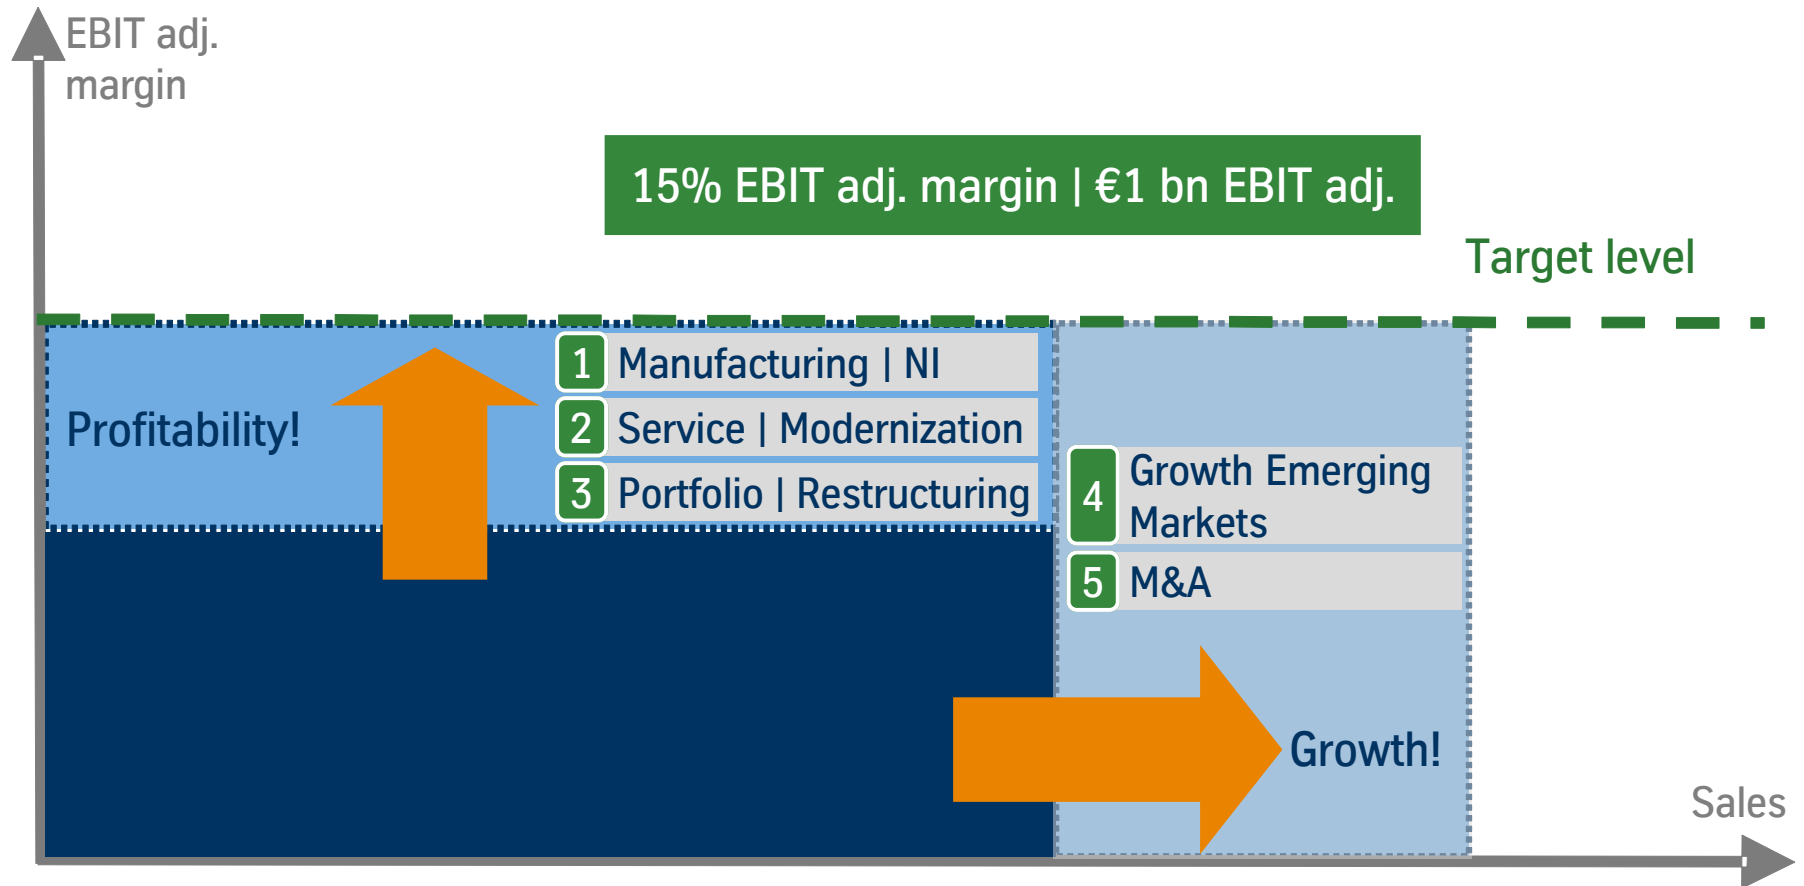 EBIT adj.
margin
15% EBIT adj. margin | €1 bn EBIT adj.
Target level
Profitability!
1 Manufacturing | NI
2 Service | Modernization
3 Portfolio | Restructuring
4 Growth Emerging
Markets
5 M&A
Growth!
Sales